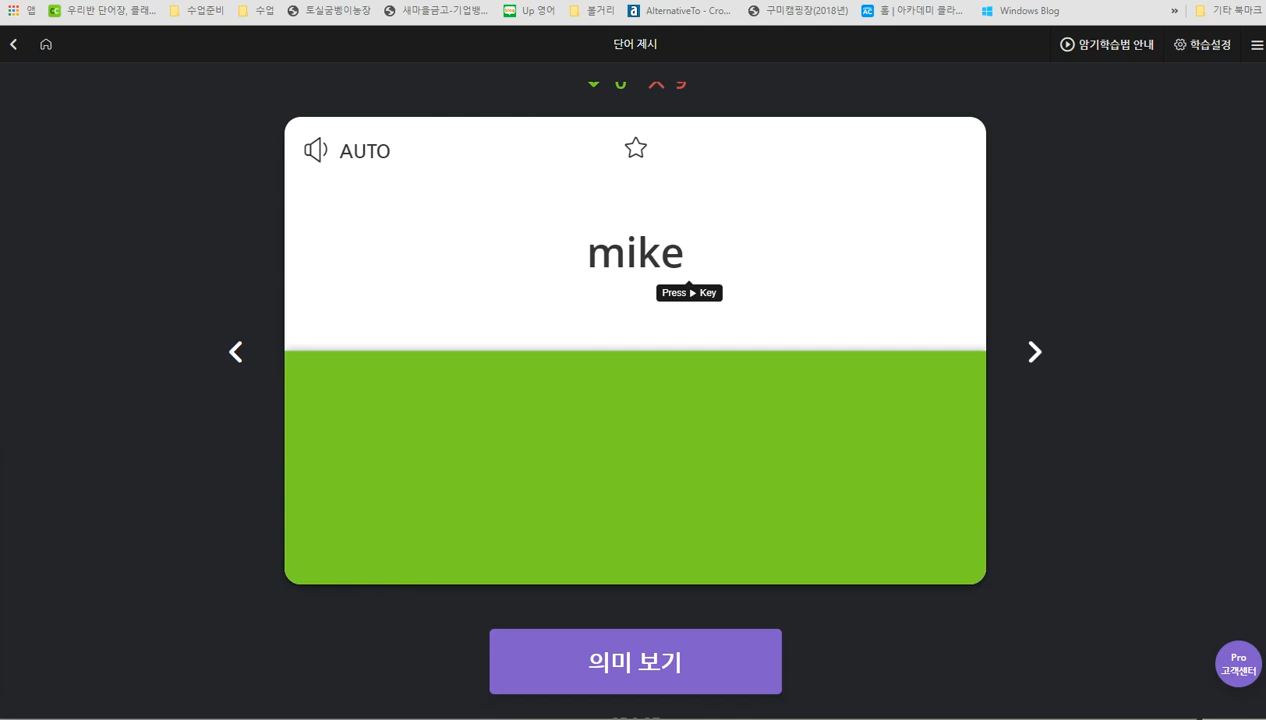 앱 우리반 단어장, 클래... 수업준비 수업 토실굼벵이농장 새마을금고-기업뱅... Up 영어 볼거리 AlternativeTo - Cro... 구미캠핑장(2018년) 홈 | 아카데미 클라... Windows Blog » 기타 북마크
단어 제시 암기학습법 안내 학습설정
AUTO
mike
Press ▶ Key
의미 보기
Pro
고객센터